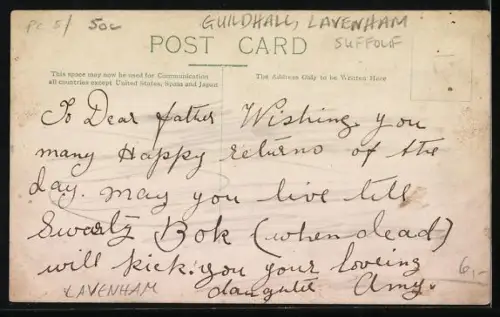 PC 5/ 50c GUILDHALL, LAVENHAM
SUFFOLK
POST CARD
This space may now be used for Communication
all countries except United States, Spain and Japan
The Address Only to be Written Here
To Dear father Wishing you
many Happy returns of the
day. may you live till
Swartz Bok (when dead)
will kick. you your loveing
daugute Amy.
LAVENHAM
6,-